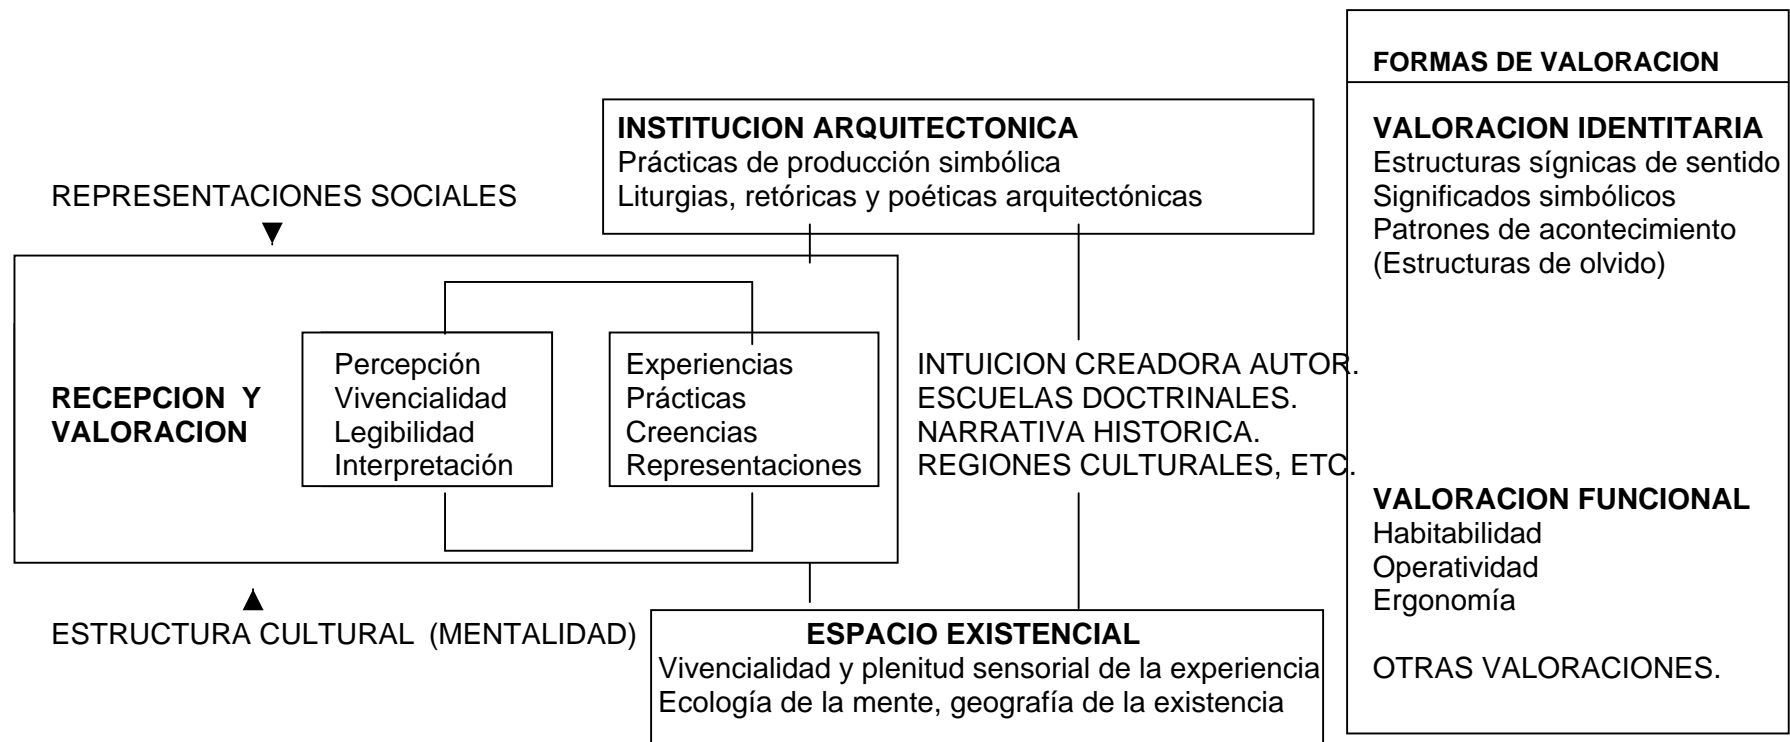 REPRESENTACIONES SOCIALES
INSTITUCION ARQUITECTONICA
Prácticas de producción simbólica
Liturgias, retóricas y poéticas arquitectónicas
RECEPCION Y
VALORACION
Percepción
Vivencialidad
Legibilidad
Interpretación
Experiencias
Prácticas
Creencias
Representaciones
INTUICION CREADORA AUTOR.
ESCUELAS DOCTRINALES.
NARRATIVA HISTORICA.
REGIONES CULTURALES, ETC.
ESTRUCTURA CULTURAL (MENTALIDAD)
ESPACIO EXISTENCIAL
Vivencialidad y plenitud sensorial de la experiencia
Ecología de la mente, geografía de la existencia
FORMAS DE VALORACION
VALORACION IDENTITARIA
Estructuras sígnicas de sentido
Significados simbólicos
Patrones de acontecimiento
(Estructuras de olvido)
VALORACION FUNCIONAL
Habitabilidad
Operatividad
Ergonomía
OTRAS VALORACIONES.